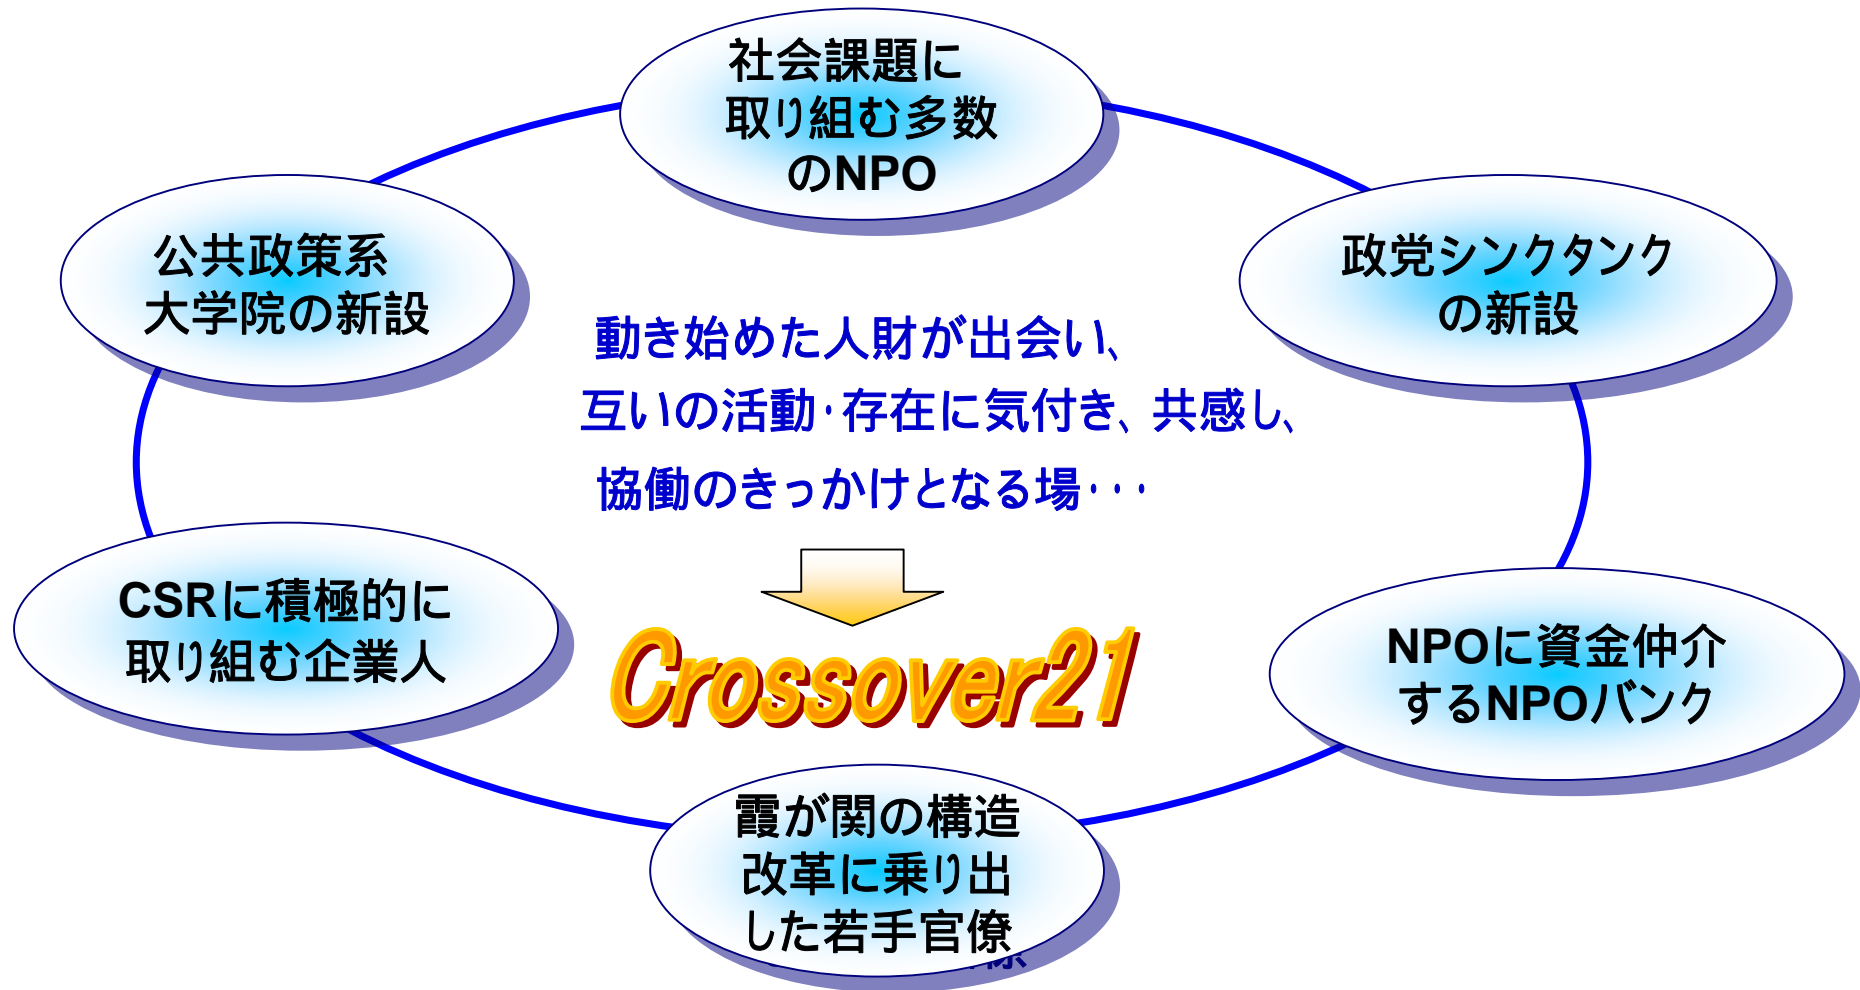 社会課題に
取り組む多数
のNPO
公共政策系
大学院の新設
政党シンクタンク
の新設
動き始めた人財が出会い、
互いの活動･存在に気付き、共感し、
協働のきっかけとなる場･･･
CSRに積極的に
取り組む企業人
NPOに資金仲介
するNPOバンク
Crossover21
霞が関の構造
改革に乗り出
した若手官僚